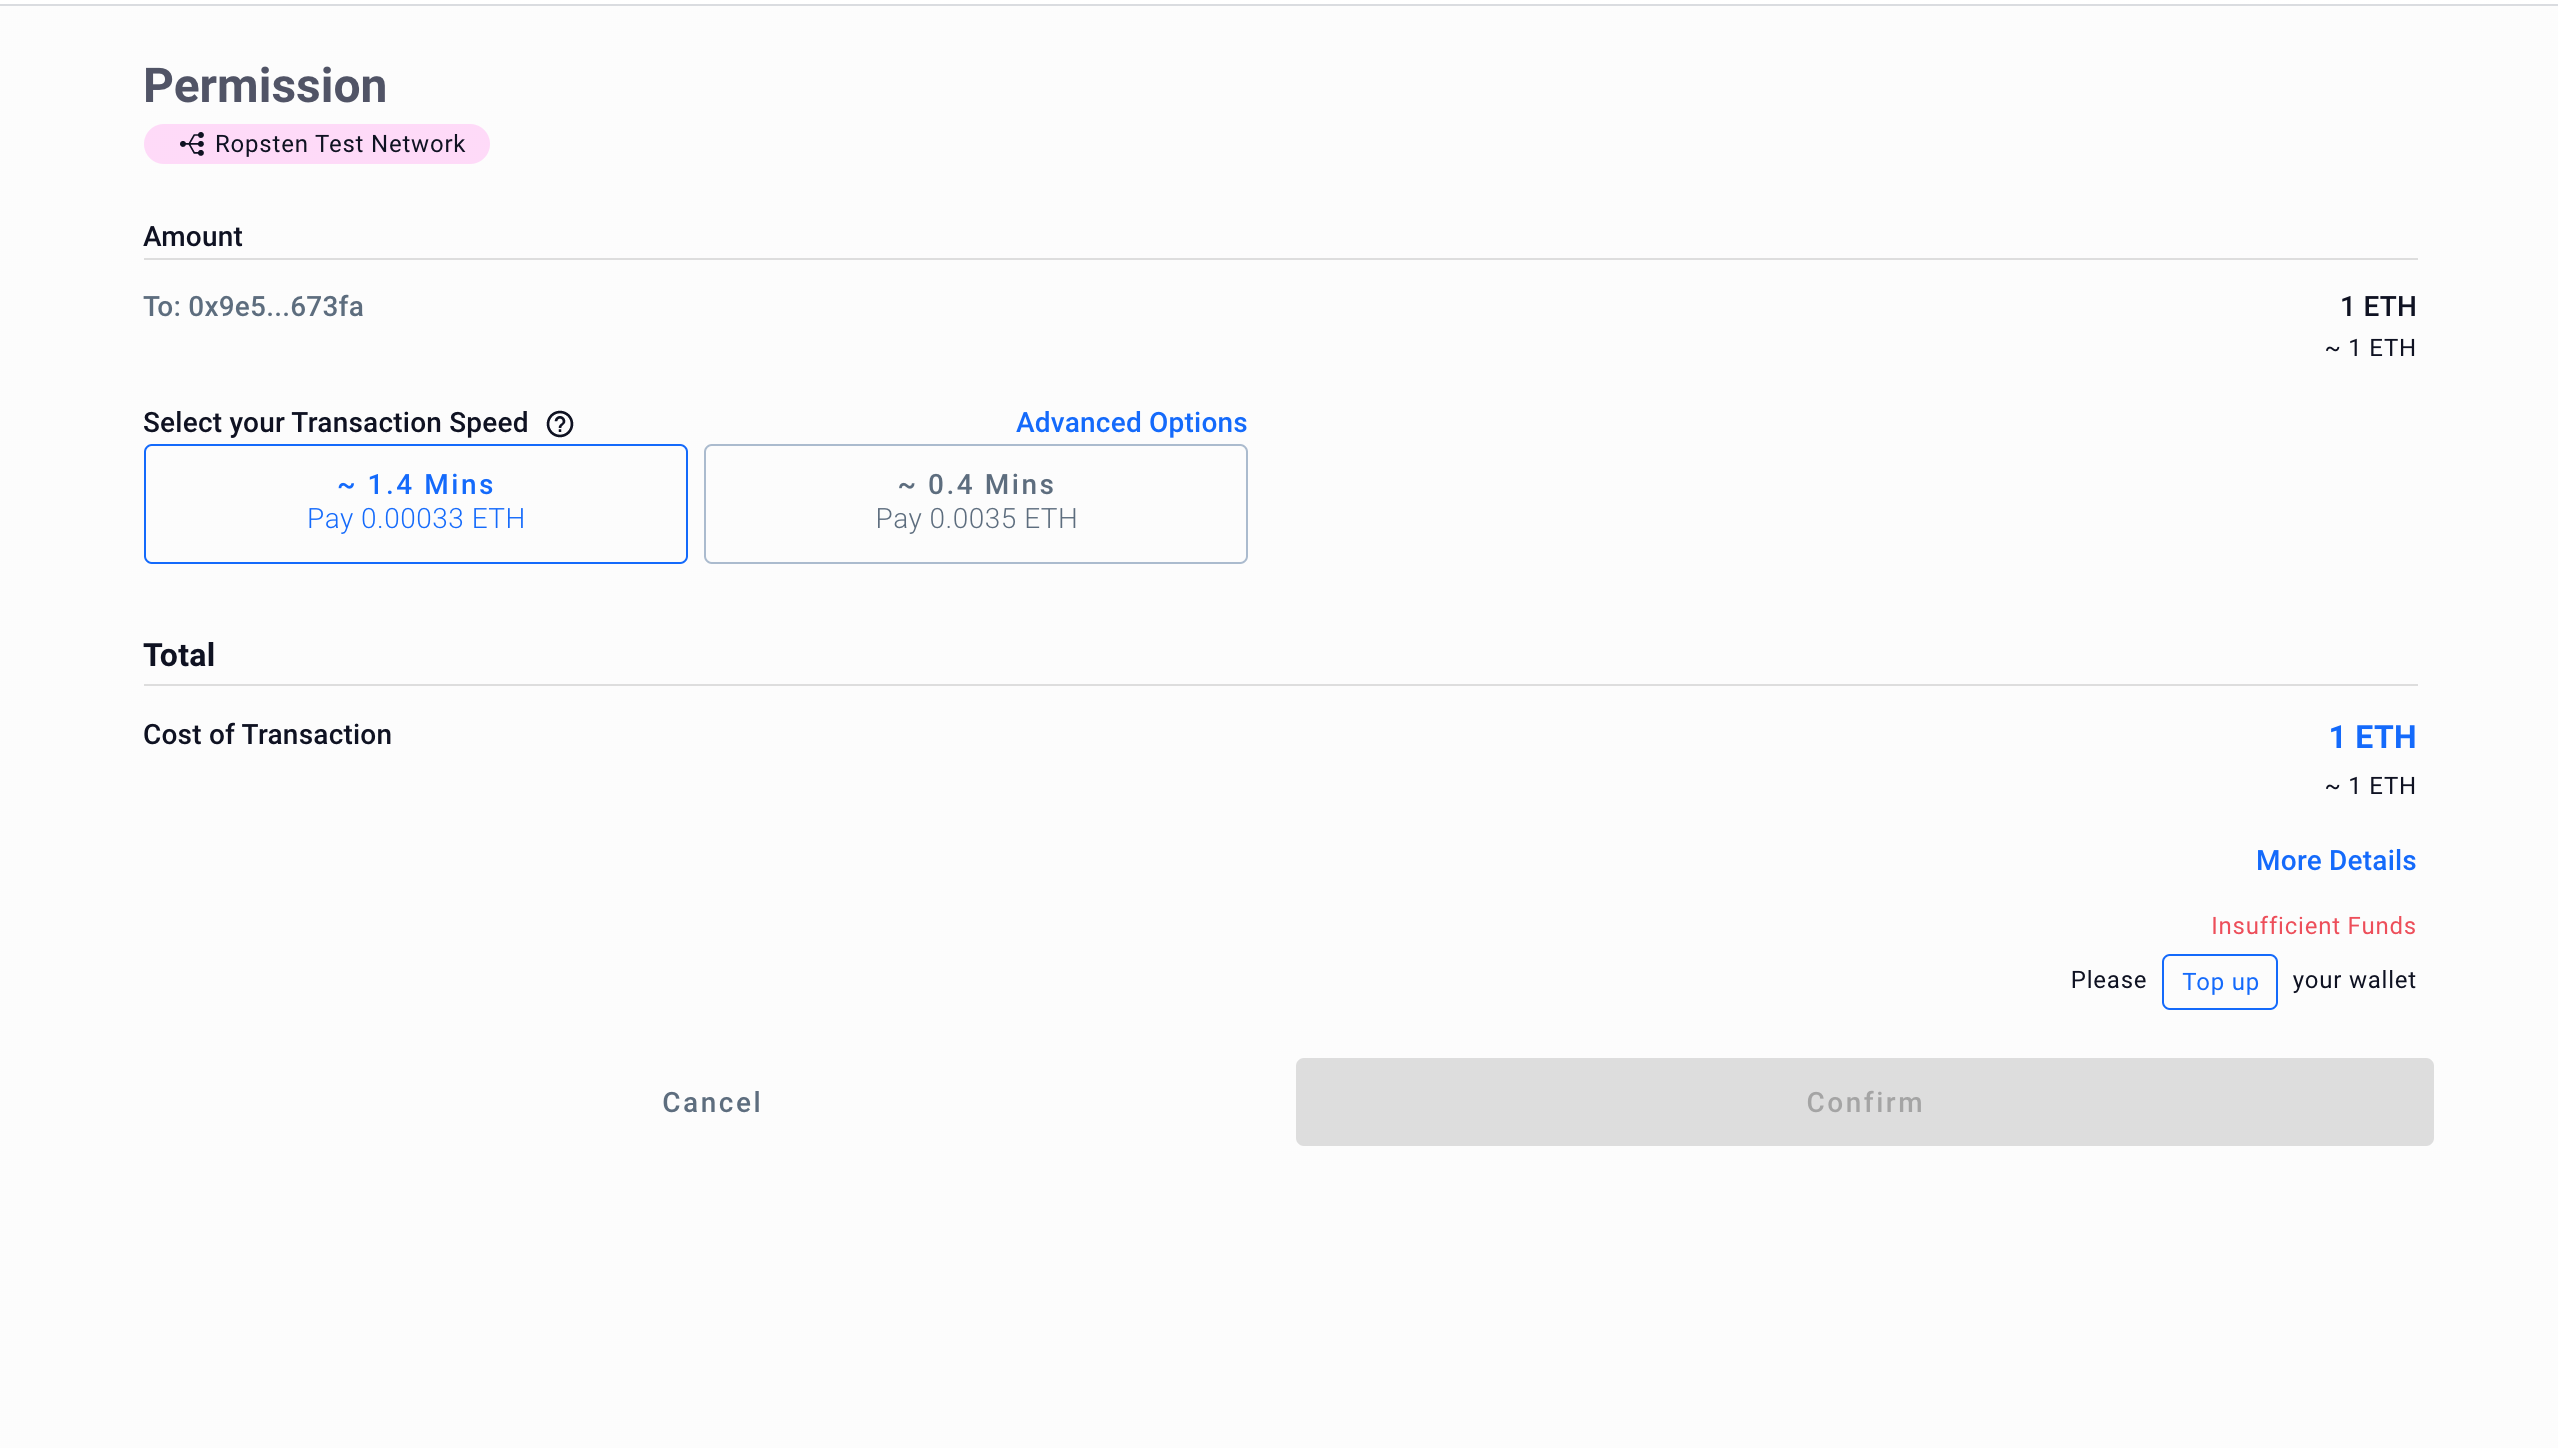 Permission
Ropsten Test Network
Amount
To: 0x9e5...673fa
1 ETH
~ 1 ETH
Select your Transaction Speed
Advanced Options
~ 1.4 Mins
Pay 0.00033 ETH
~ 0.4 Mins
Pay 0.0035 ETH
Total
Cost of Transaction
1 ETH
~ 1 ETH
More Details
Insufficient Funds
Please Top up your wallet
Cancel
Confirm